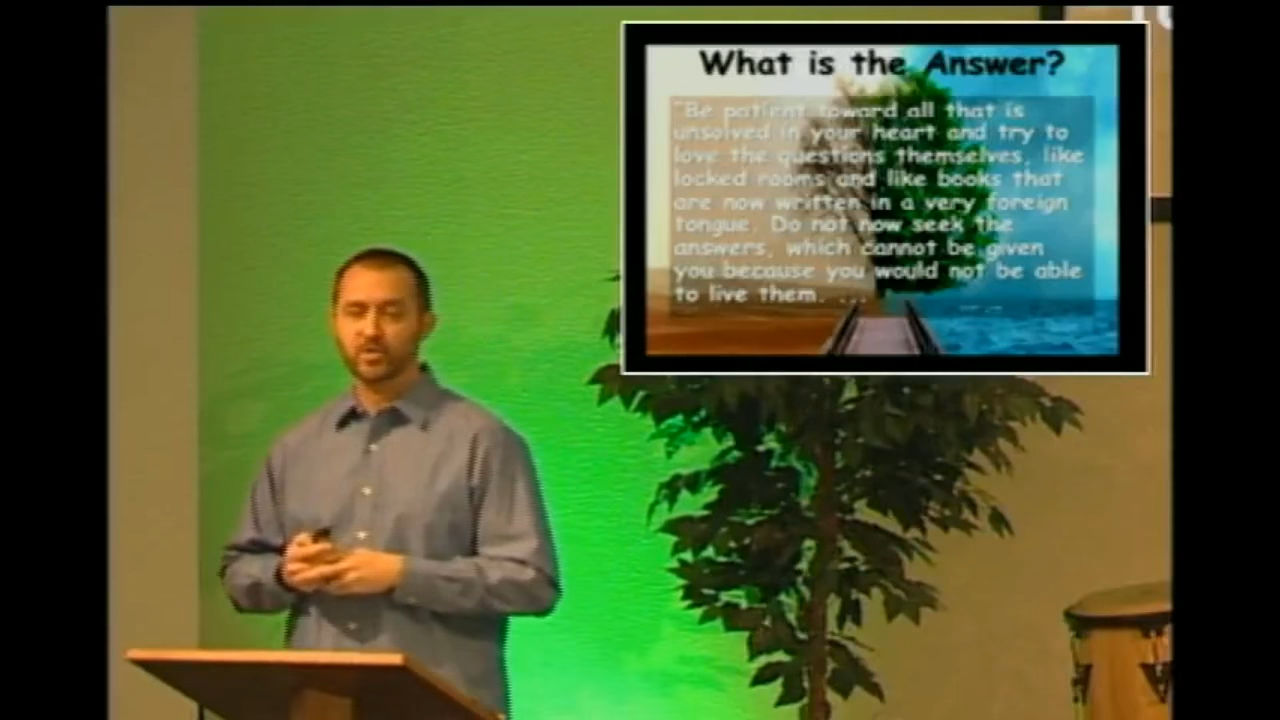 What is the Answer?
"Be patient toward all that is
unsolved in your heart and try to
love the questions themselves, like
locked rooms and like books that
are now written in a very foreign
tongue. Do not now seek the
answers, which cannot be given
you because you would not be able
to live them. ...